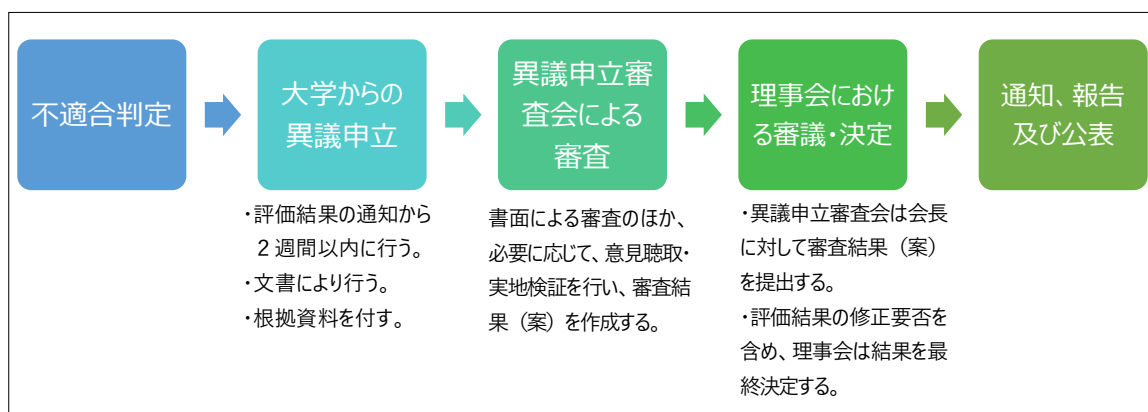 不適合判定
大学からの
異議申立
異議申立審
査会による
審査
理事会におけ
る審議・決定
通知、報告
及び公表
・評価結果の通知から
２週間以内に行う。
・文書により行う。
・根拠資料を付す。
書面による審査のほか、
必要に応じて、意見聴取・
実地検証を行い、審査結
果（案）を作成する。
・異議申立審査会は会長
に対して審査結果（案）
を提出する。
・評価結果の修正要否を
含め、理事会は結果を最
終決定する。